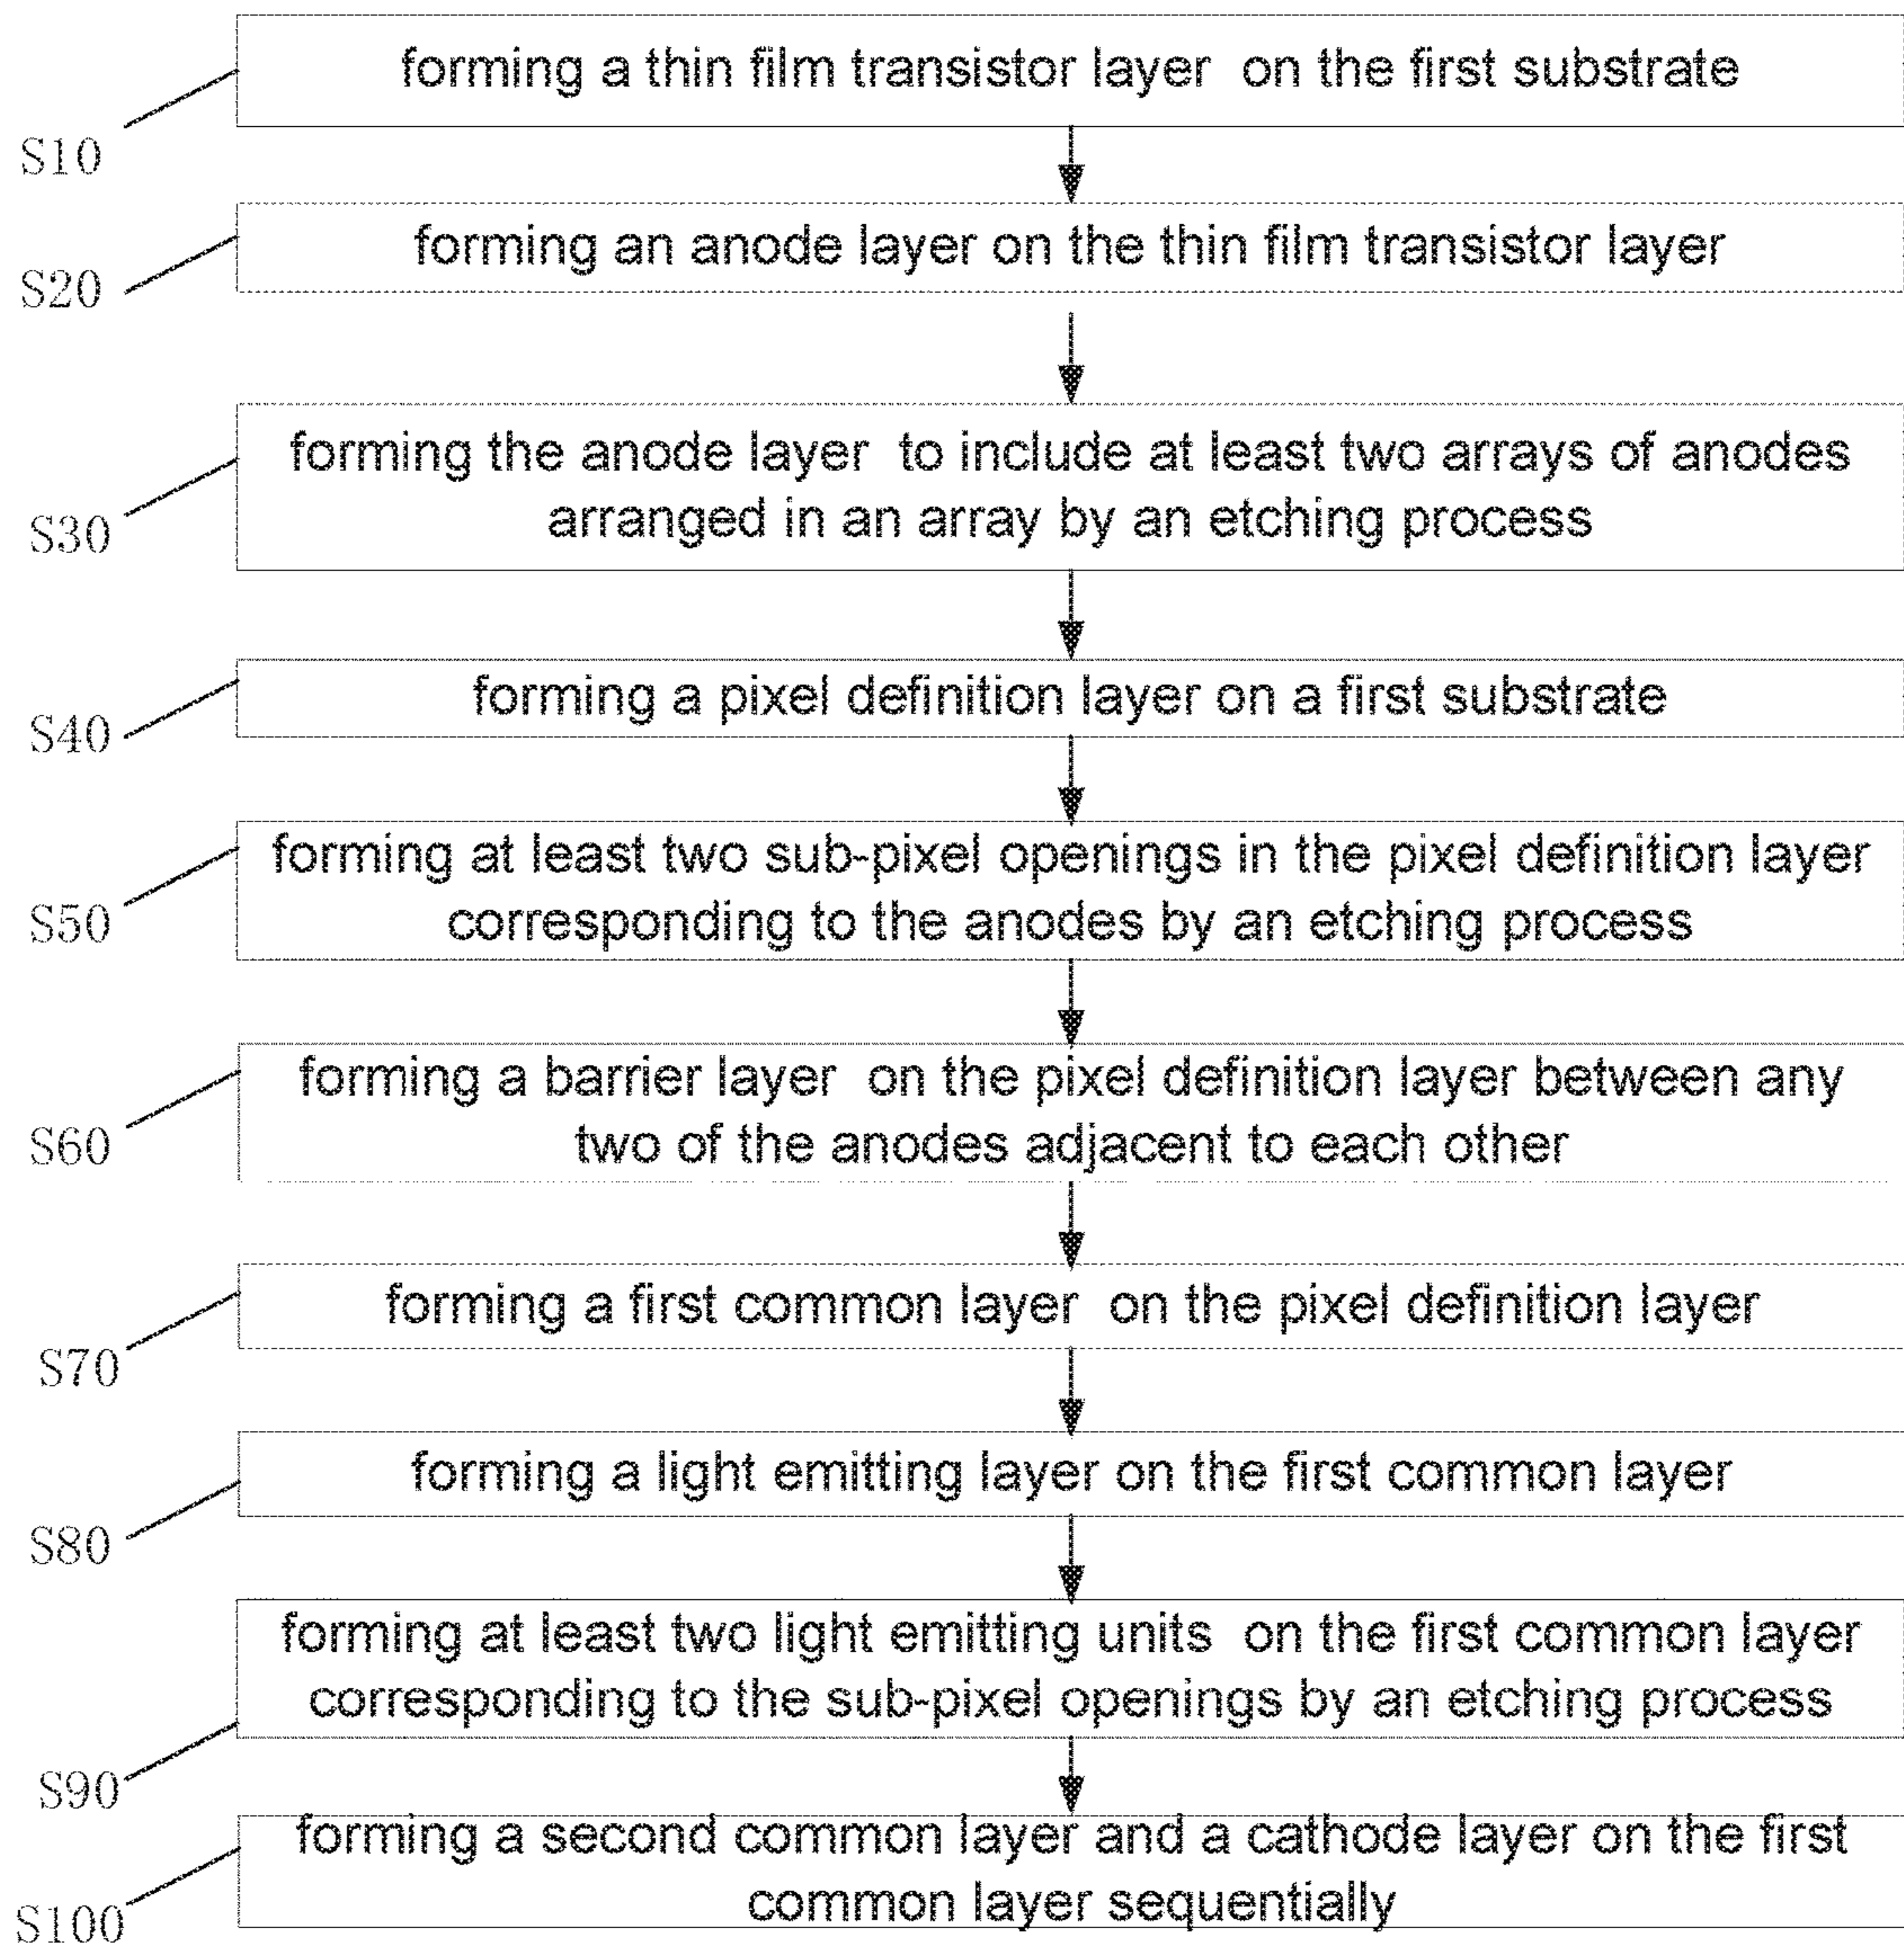 forming a thin film transistor layer on the first substrate
S10
forming an anode layer on the thin film transistor layer
S20
forming the anode layer to include at least two arrays of anodes
arranged in an array by an etching process
S30
forming a pixel definition layer on a first substrate
S40
forming at least two sub-pixel openings in the pixel definition layer
corresponding to the anodes by an etching process
S50
forming a barrier layer on the pixel definition layer between any
two of the anodes adjacent to each other
S60
forming a first common layer on the pixel definition layer
S70
forming a light emitting layer on the first common layer
S80
forming at least two light emitting units on the first common layer
corresponding to the sub-pixel openings by an etching process
S90
forming a second common layer and a cathode layer on the first
common layer sequentially
S100